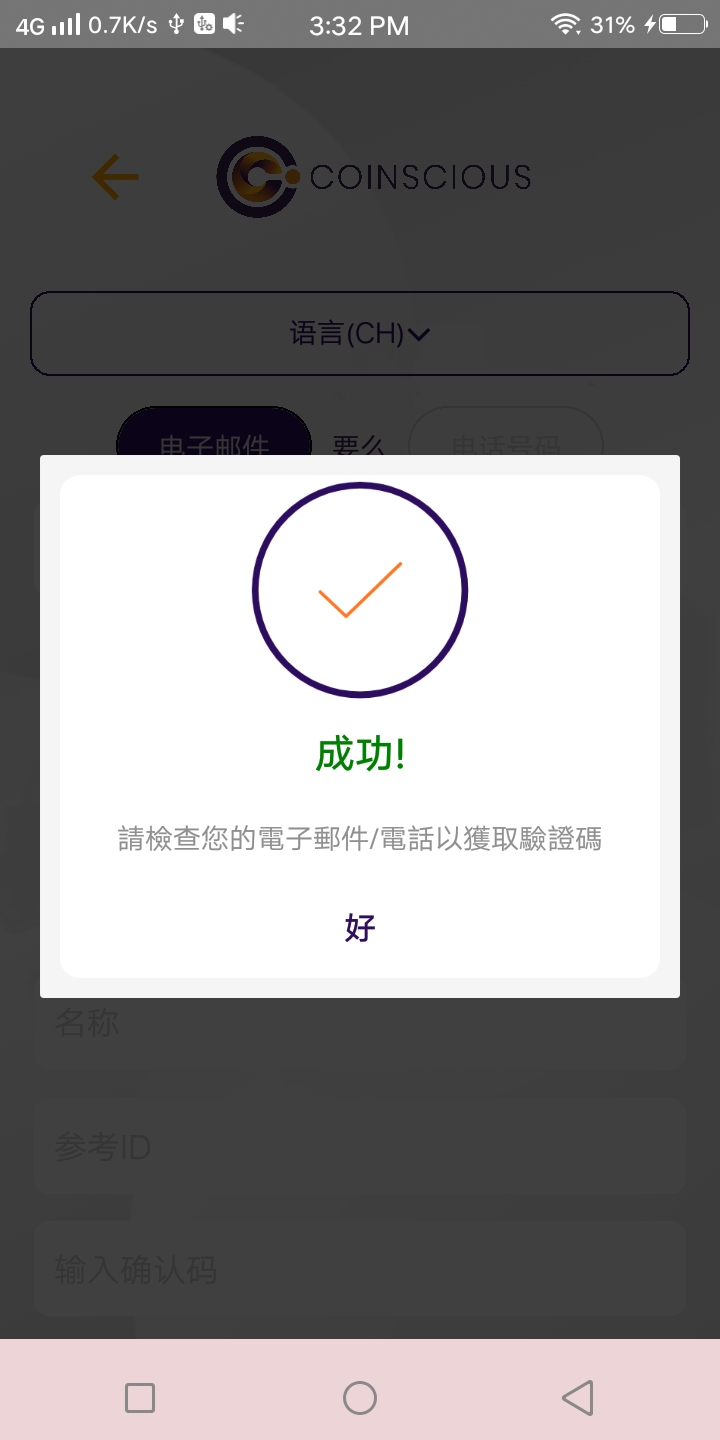 4G 0.7K/s 3:32 PM 31%
COINSCIOUS
语言(CH)
电子邮件 要么 电话号码
成功!
請檢查您的電子郵件/電話以獲取驗證碼
好
名称
参考ID
输入确认码